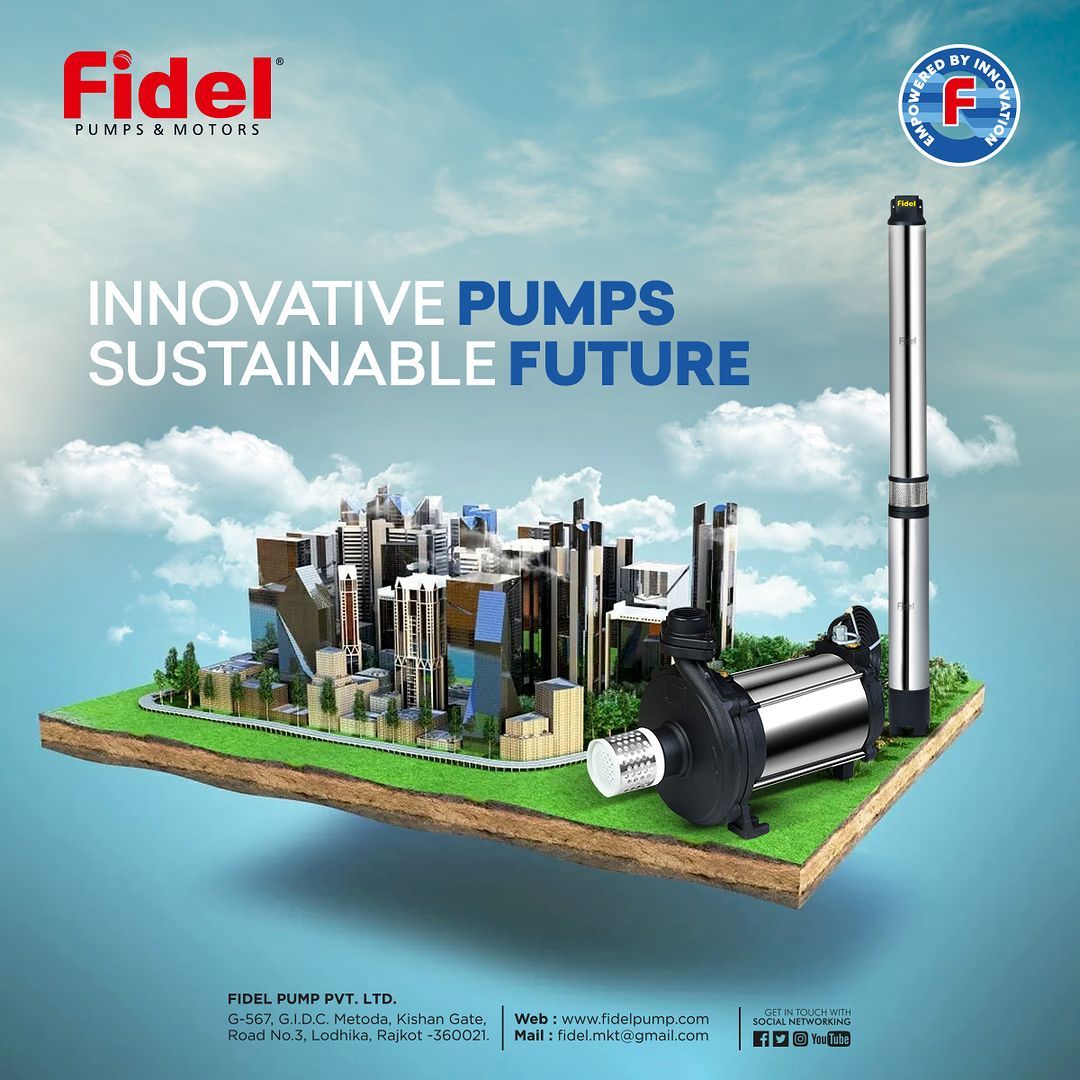 Fidel®
PUMPS & MOTORS
EMPOWERED BY INNOVATION
F
INNOVATIVE PUMPS
SUSTAINABLE FUTURE
Fidel
Fidel
Fidel
FIDEL PUMP PVT. LTD.
G-567, G.I.D.C. Metoda, Kishan Gate,
Road No.3, Lodhika, Rajkot -360021.
Web : www.fidelpump.com
Mail : fidel.mkt@gmail.com
GET IN TOUCH WITH
SOCIAL NETWORKING
YouTube